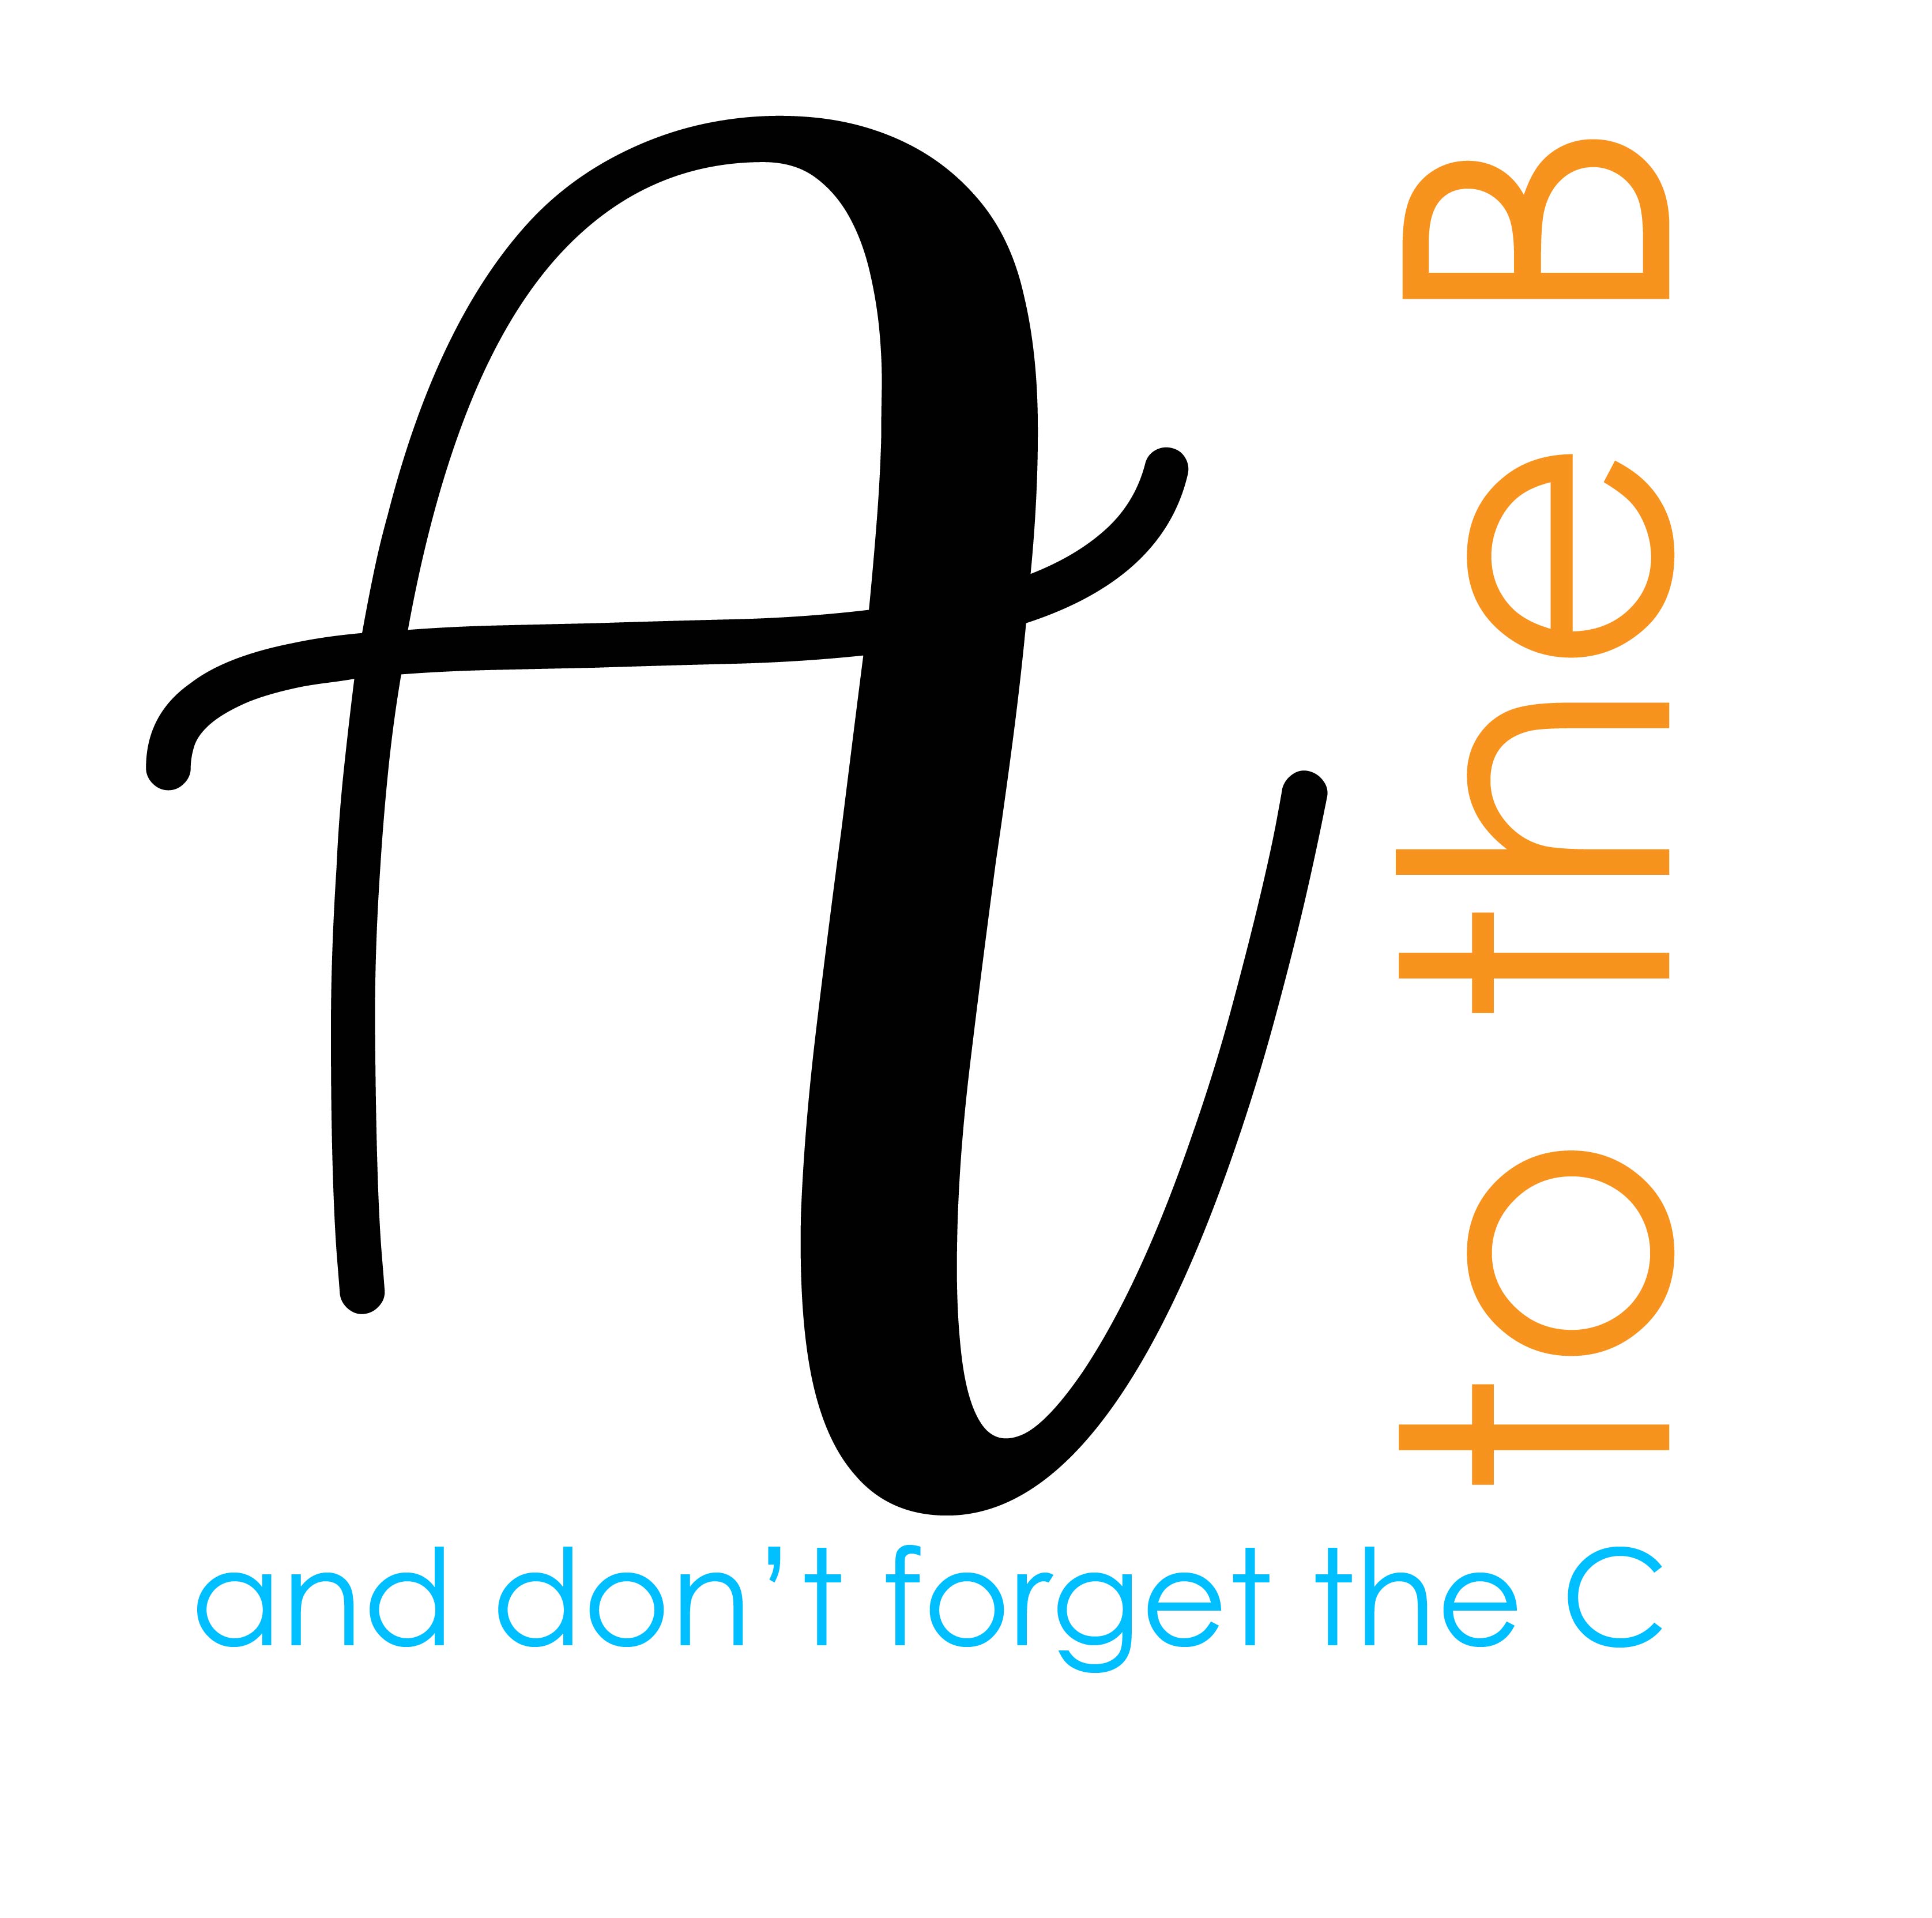 A
to the B
and don’t forget the C